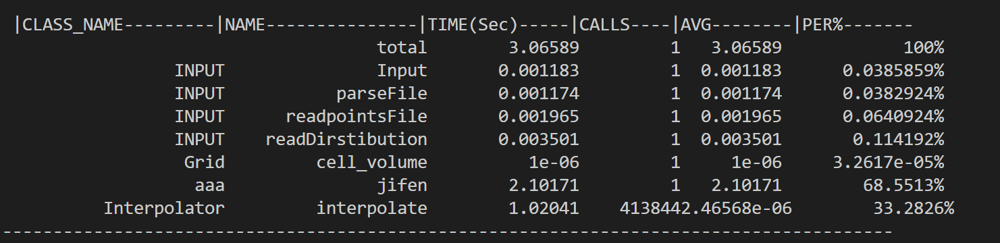 |CLASS_NAME---------|NAME---------------|TIME(Sec)-----|CALLS----|AVG--------|PER%-------
total 3.06589 1 3.06589 100%
INPUT Input 0.001183 1 0.001183 0.0385859%
INPUT parseFile 0.001174 1 0.001174 0.0382924%
INPUT readpointsFile 0.001965 1 0.001965 0.0640924%
INPUT readDirstibution 0.003501 1 0.003501 0.114192%
Grid cell_volume 1e-06 1 1e-06 3.2617e-05%
aaa jifen 2.10171 1 2.10171 68.5513%
Interpolator interpolate 1.02041 4138442.46568e-06 33.2826%
----------------------------------------------------------------------------------------